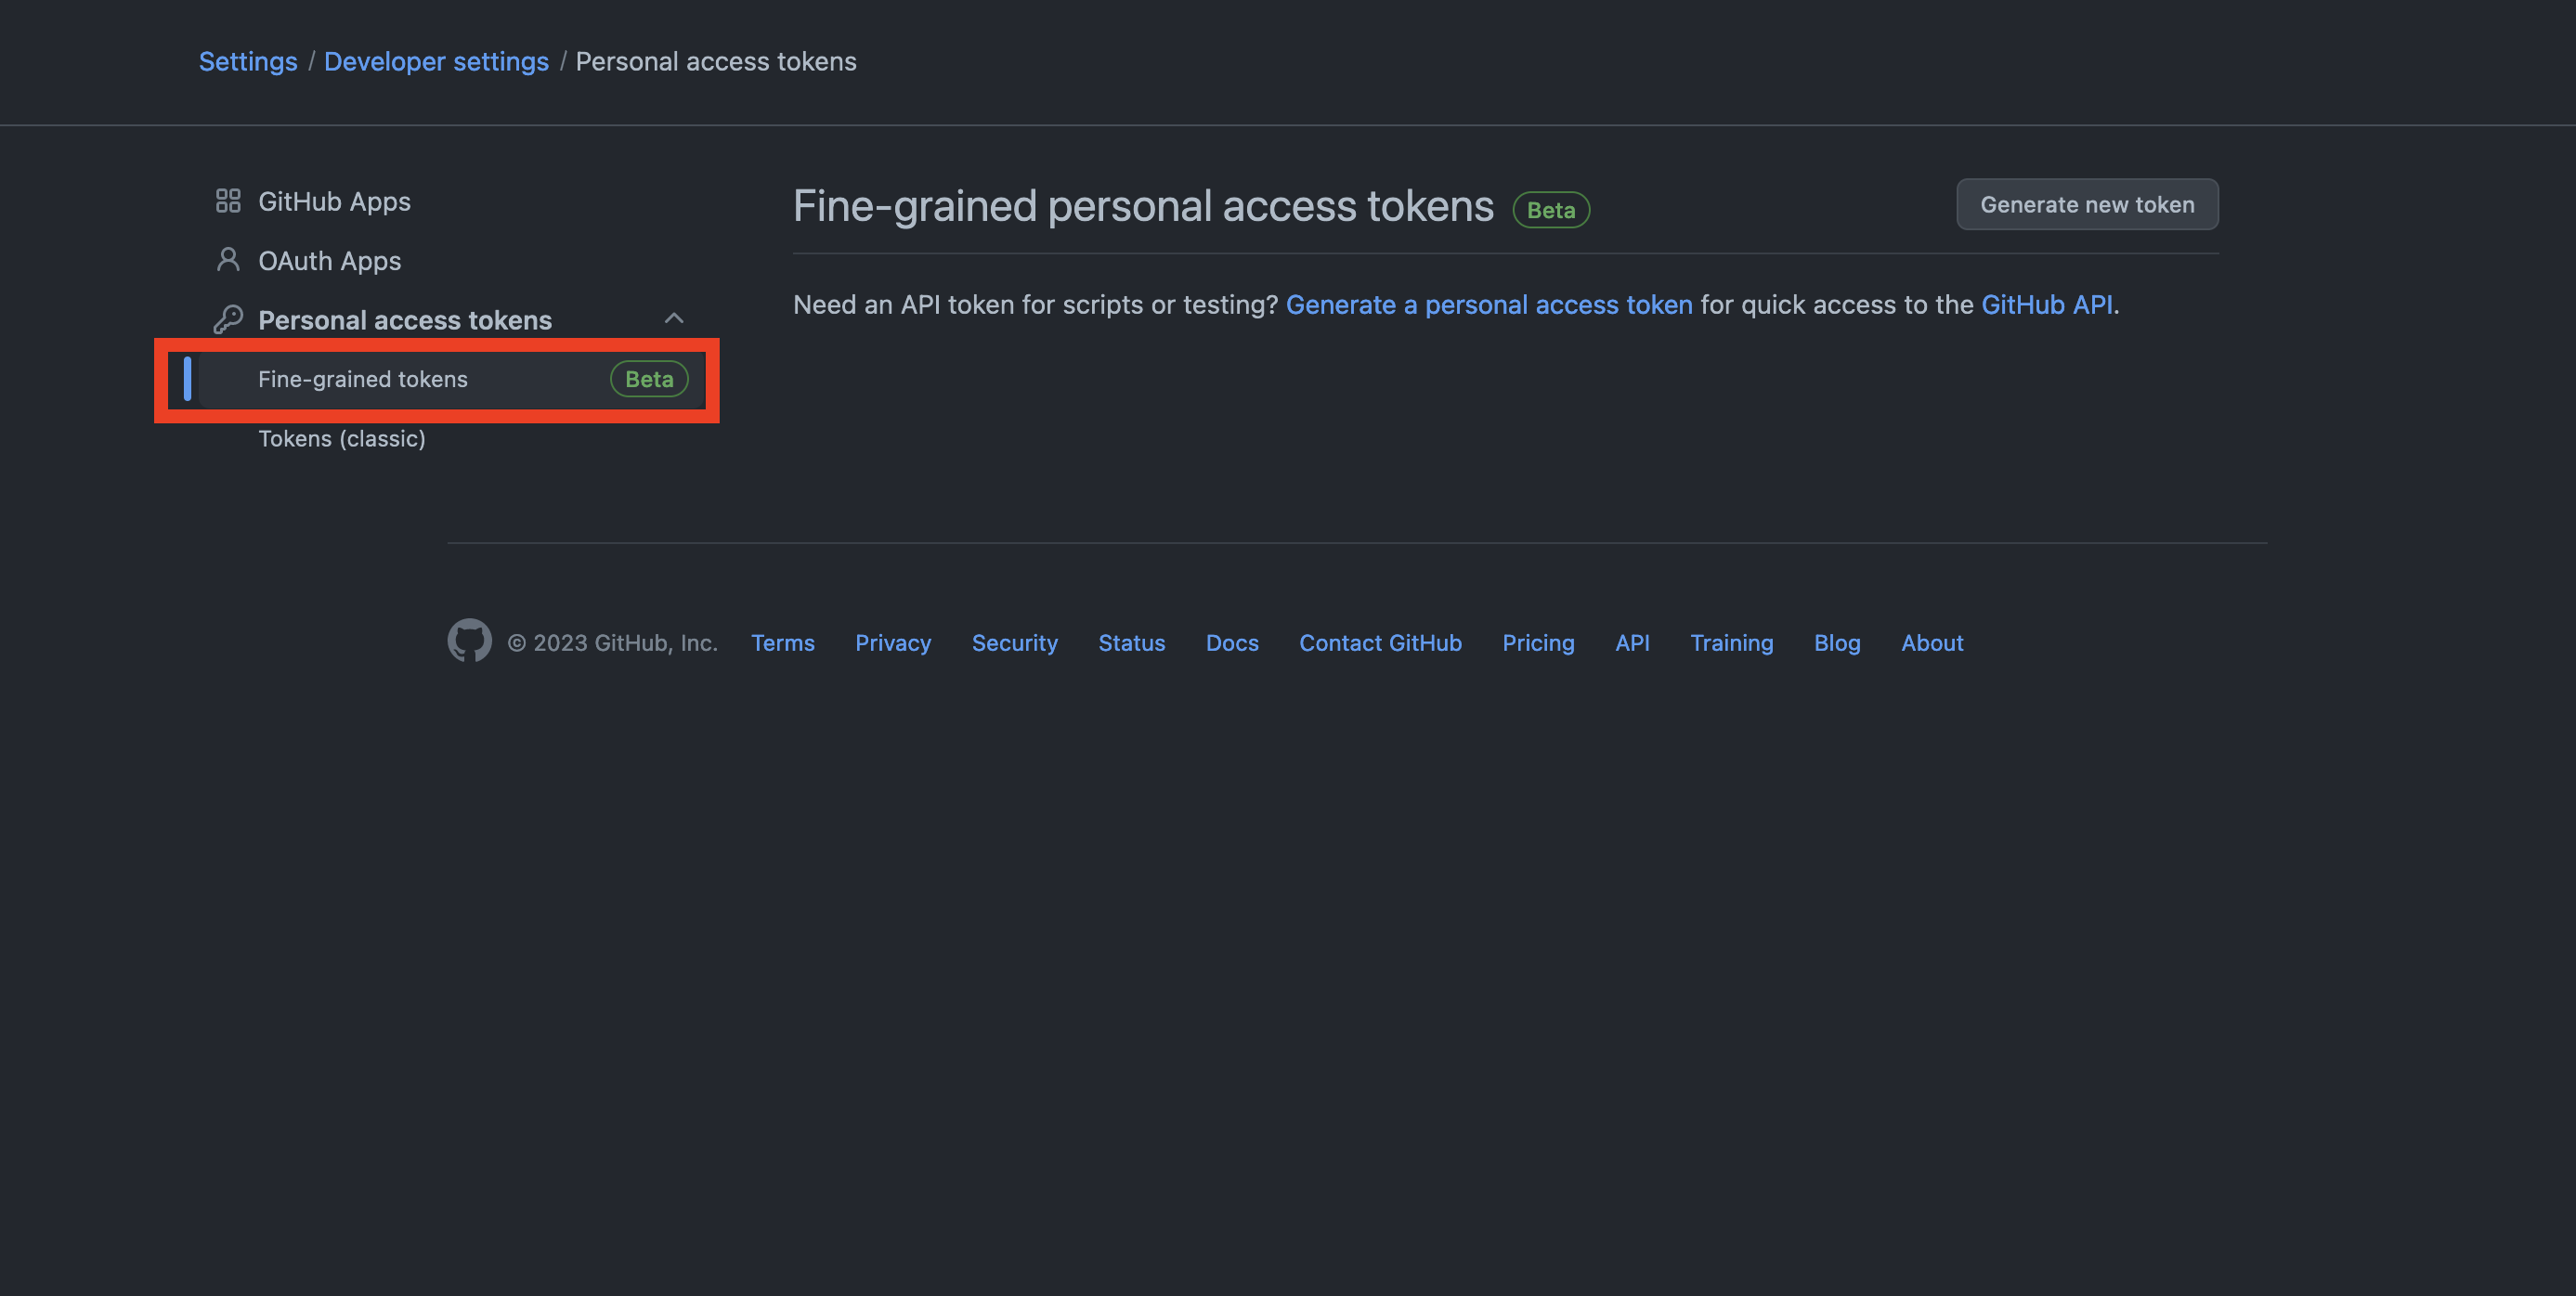 Settings / Developer settings / Personal access tokens
GitHub Apps
OAuth Apps
Personal access tokens
Fine-grained tokens Beta
Tokens (classic)
Fine-grained personal access tokens Beta
Generate new token
Need an API token for scripts or testing? Generate a personal access token for quick access to the GitHub API.
© 2023 GitHub, Inc. Terms Privacy Security Status Docs Contact GitHub Pricing API Training Blog About